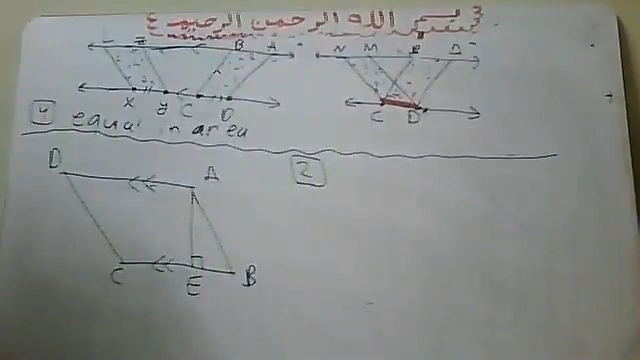 بسم الله الرحمن الرحيم
B A N M B A
X y C D C D
1 equal in area
2
D A
C E B